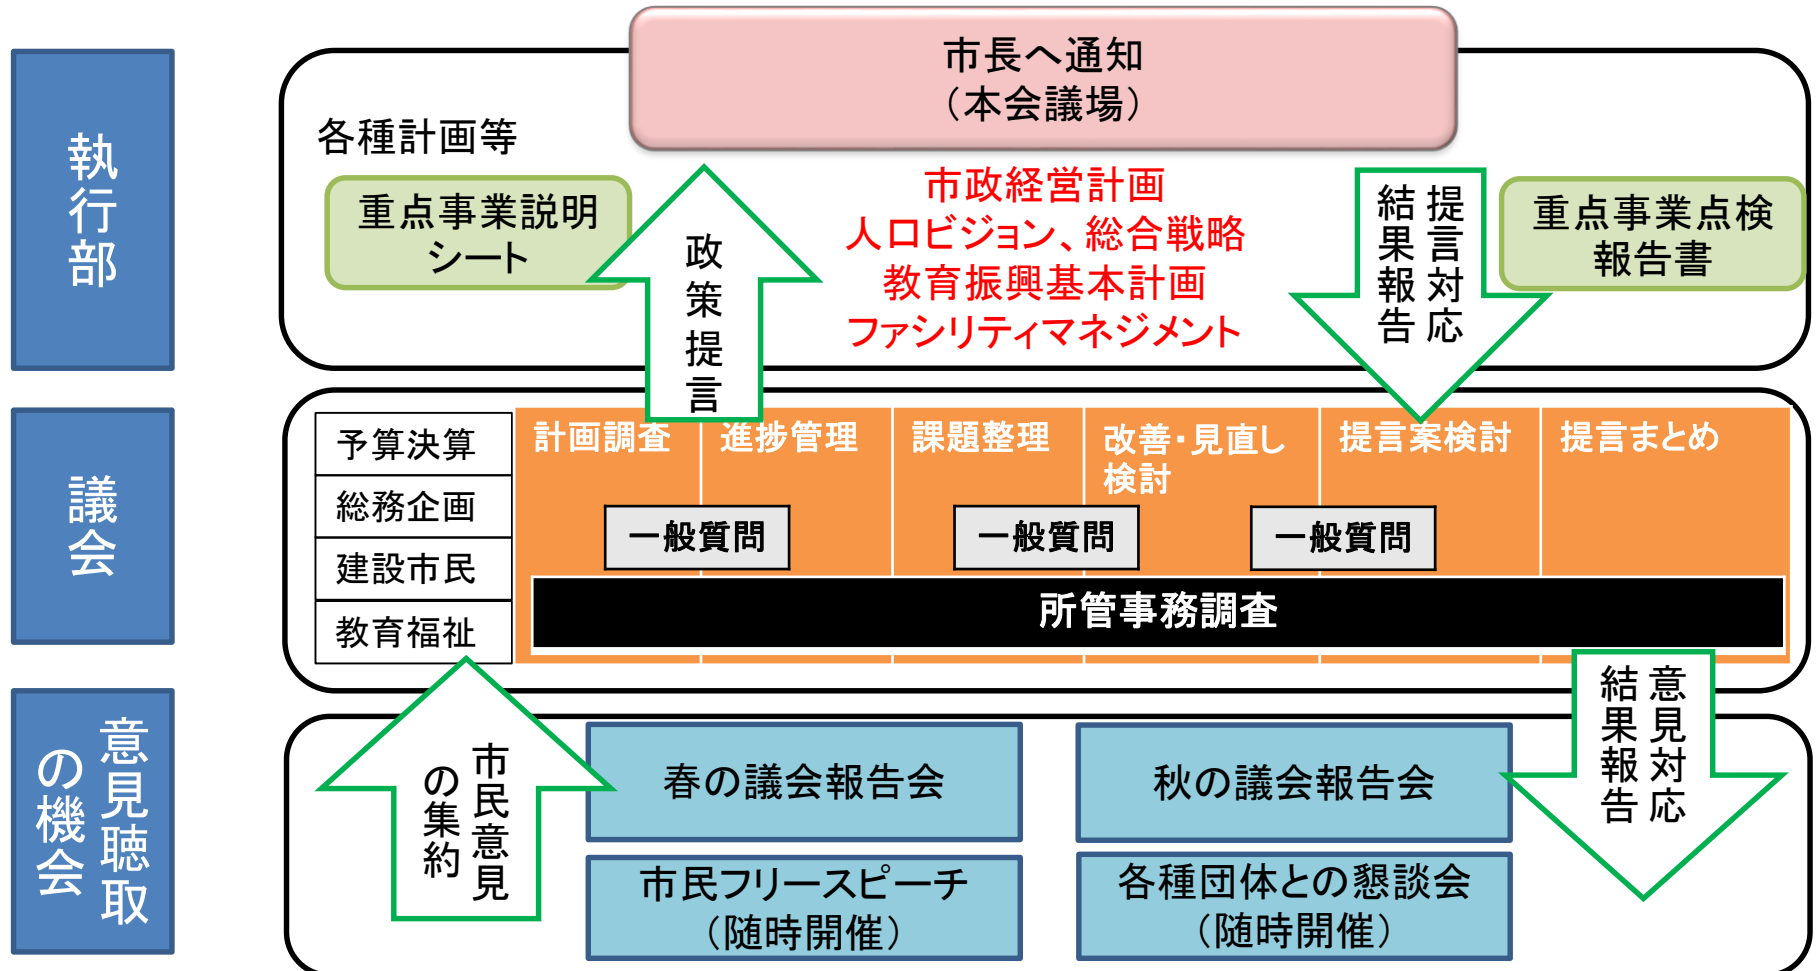 執行部
市長へ通知
（本会議場）
各種計画等
重点事業説明
シート
政策提言
市政経営計画
人口ビジョン、総合戦略
教育振興基本計画
ファシリティマネジメント
提言対応
結果報告
重点事業点検
報告書
議会
予算決算
総務企画
建設市民
教育福祉
計画調査
進捗管理
課題整理
改善・見直し
検討
提言案検討
提言まとめ
一般質問
一般質問
一般質問
所管事務調査
意見聴取
の機会
市民意見
の集約
春の議会報告会
秋の議会報告会
市民フリースピーチ
（随時開催）
各種団体との懇談会
（随時開催）
意見対応
結果報告